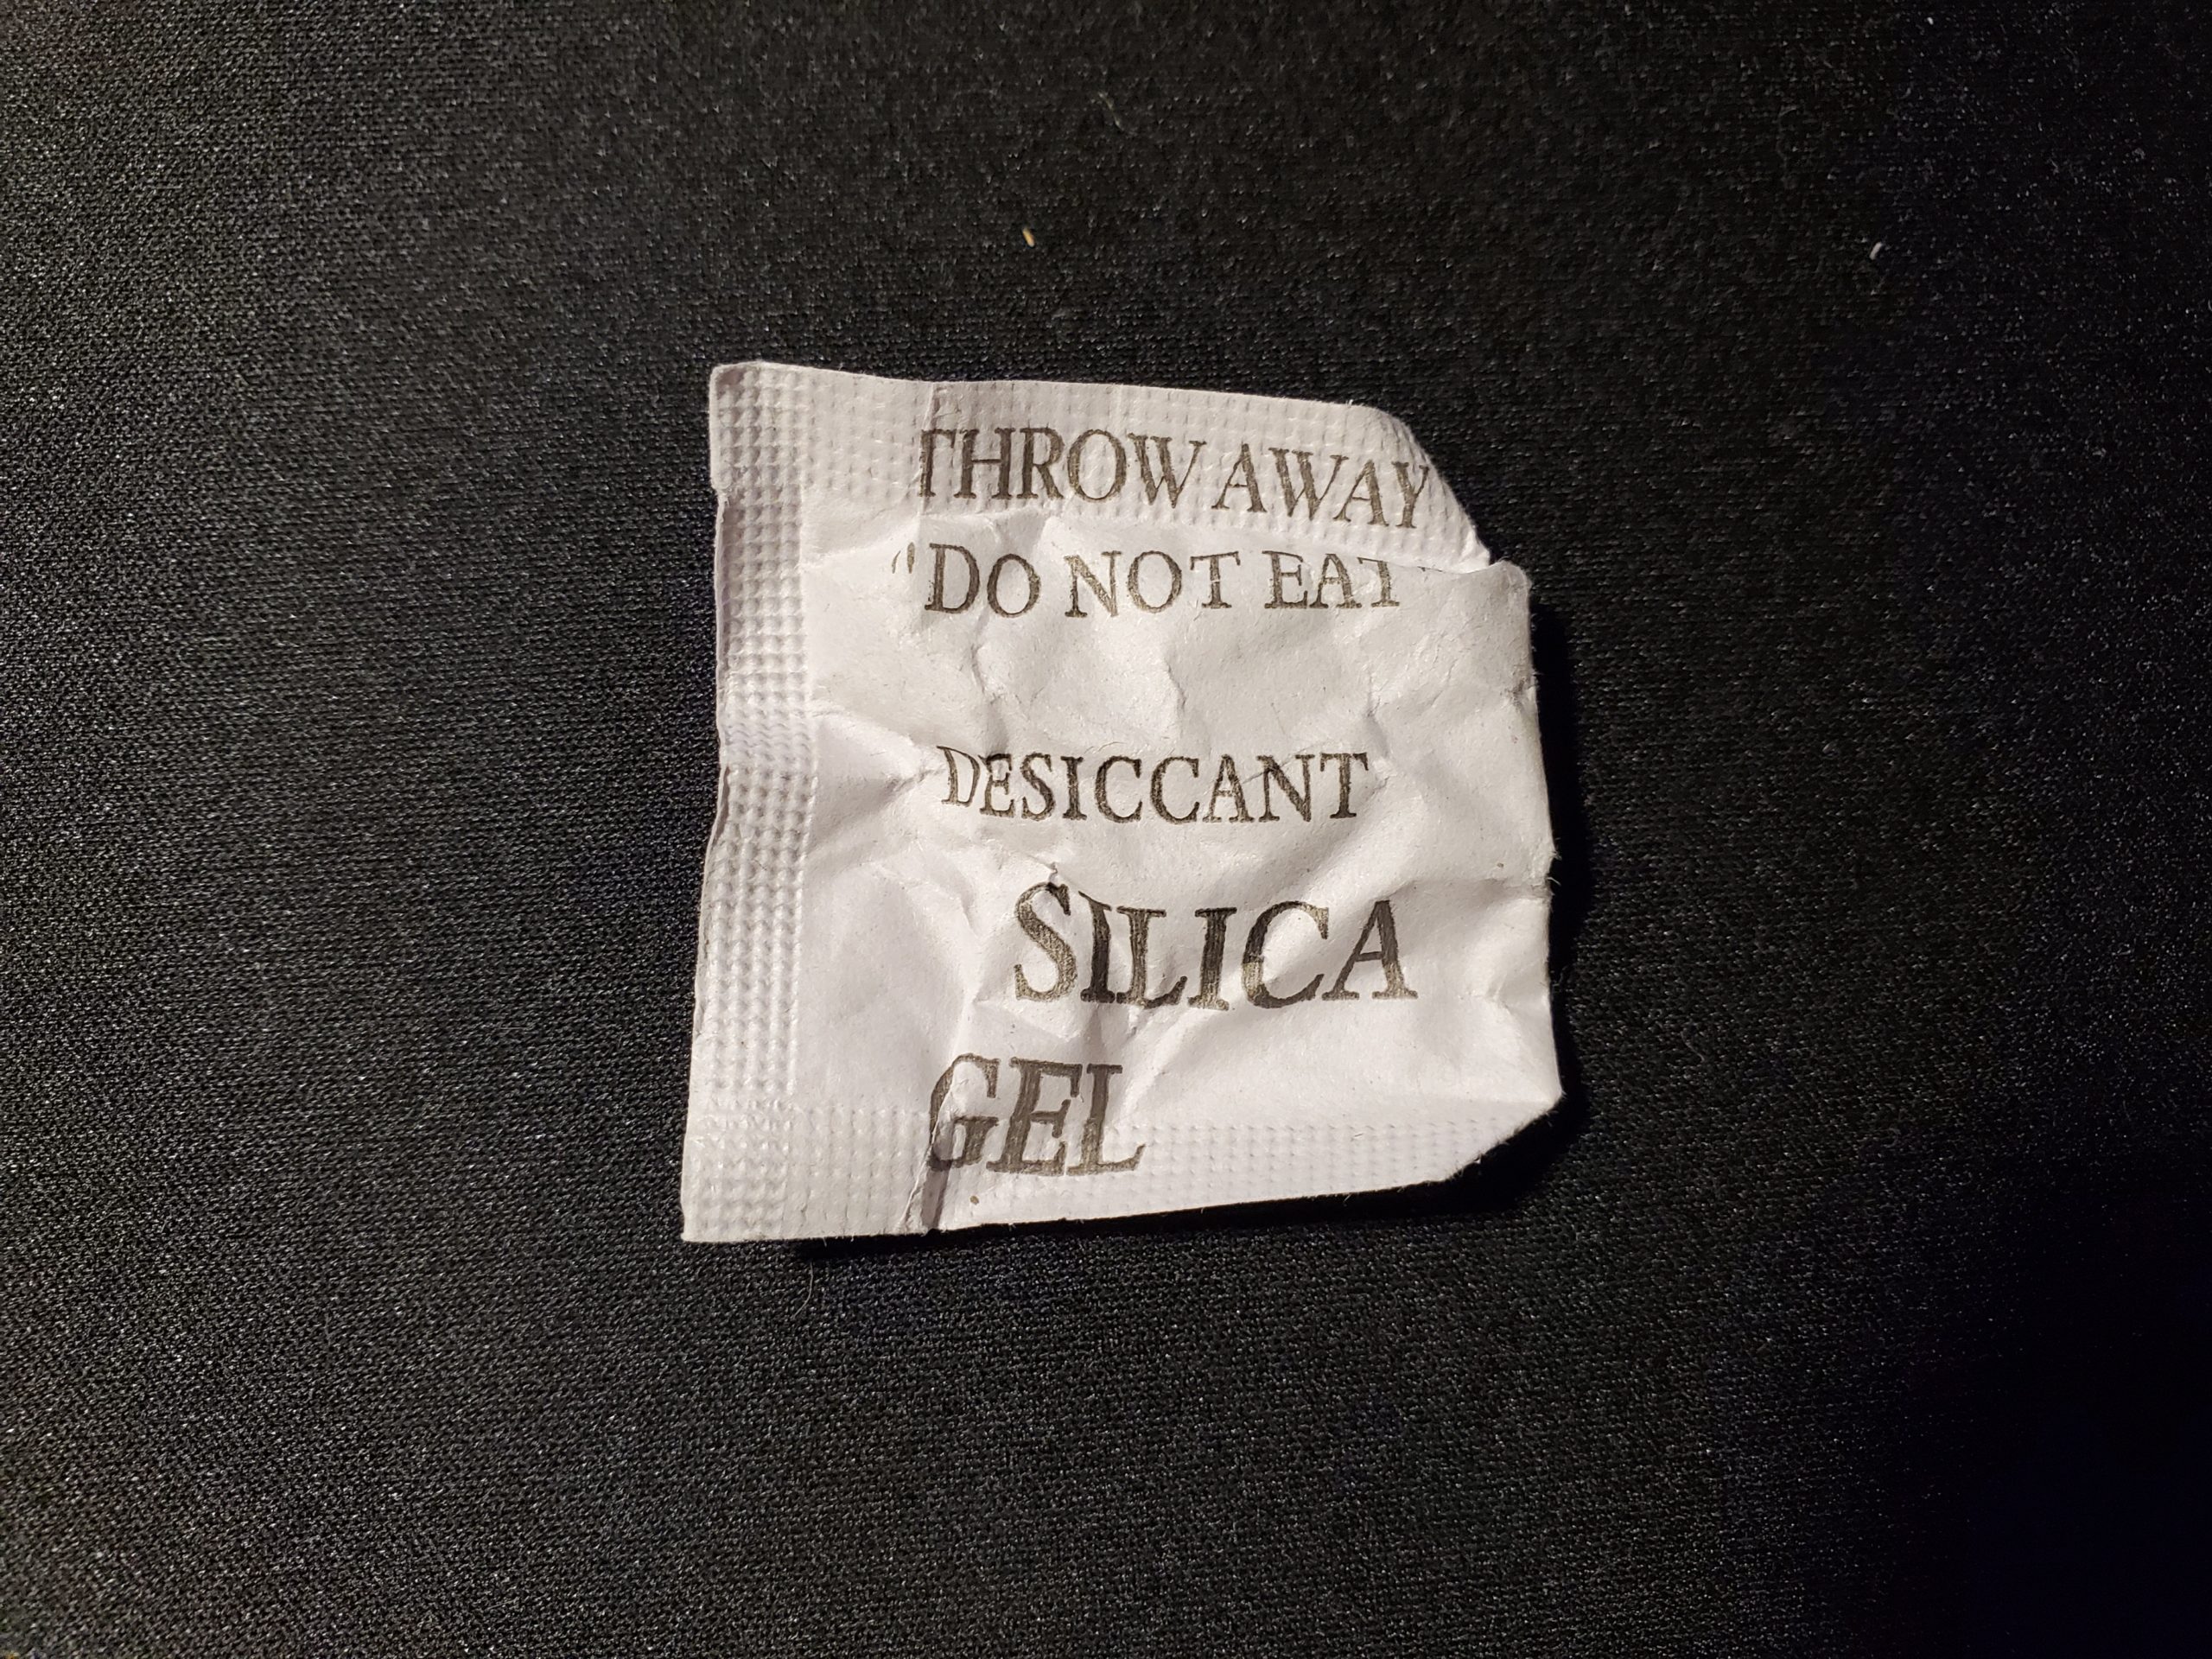 THROW AWAY
"DO NOT EAT"
DESICCANT
SILICA
GEL